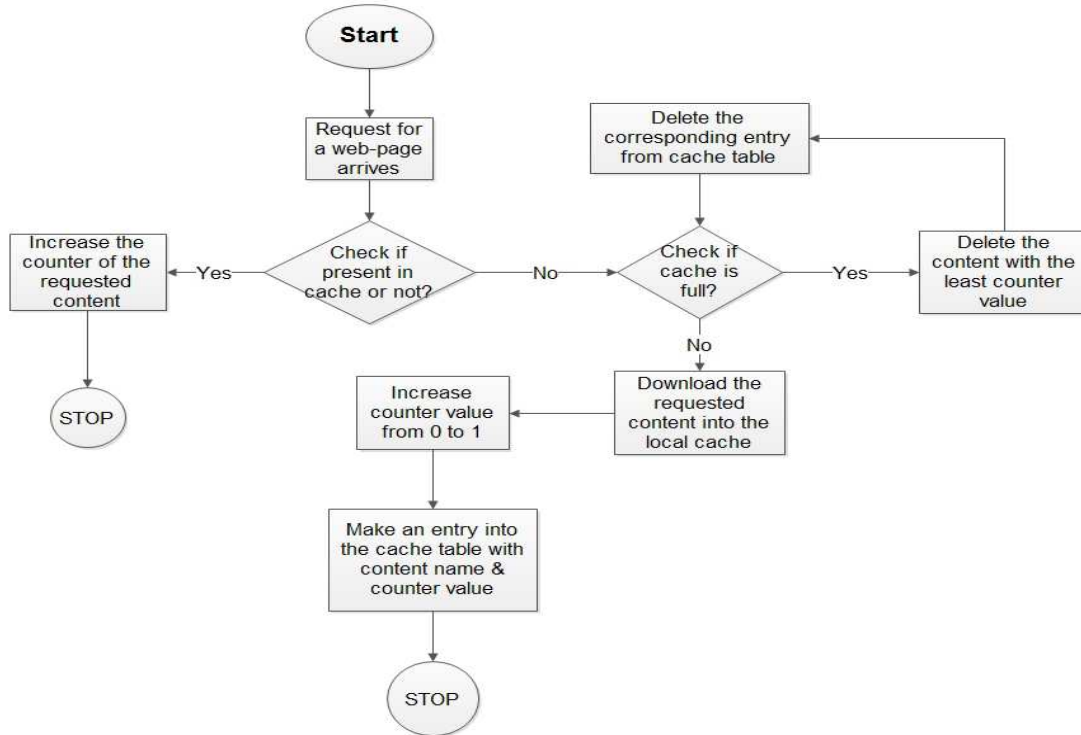 Start
Request for
a web-page
arrives
Check if
present in
cache or not?
Yes
Increase the
counter of the
requested
content
STOP
No
Check if
cache is
full?
Yes
Delete the
content with the
least counter
value
Delete the
corresponding entry
from cache table
No
Download the
requested
content into the
local cache
Increase
counter value
from 0 to 1
Make an entry into
the cache table with
content name &
counter value
STOP